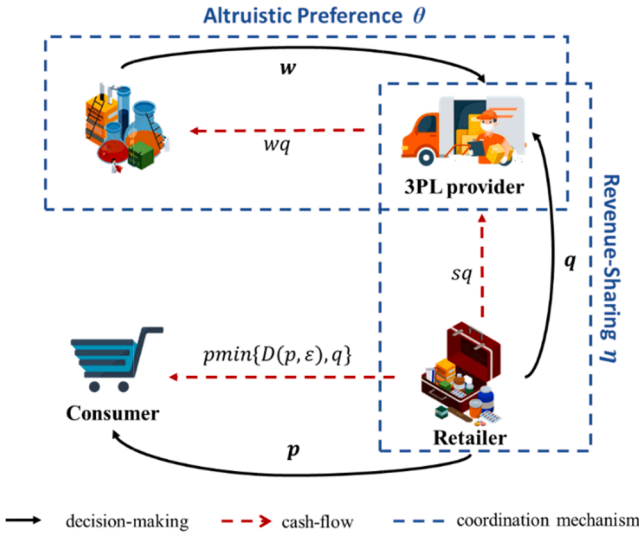 Altruistic Preference θ
w
wq
3PL provider
Revenue-Sharing η
q
sq
pmin{D(p, ε), q}
Consumer
Retailer
p
decision-making
cash-flow
coordination mechanism